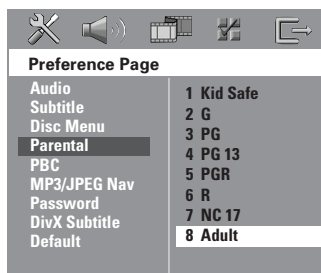 Preference Page
Audio
Subtitle
Disc Menu
Parental
PBC
MP3/JPEG Nav
Password
DivX Subtitle
Default
1 Kid Safe
2 G
3 PG
4 PG 13
5 PGR
6 R
7 NC 17
8 Adult